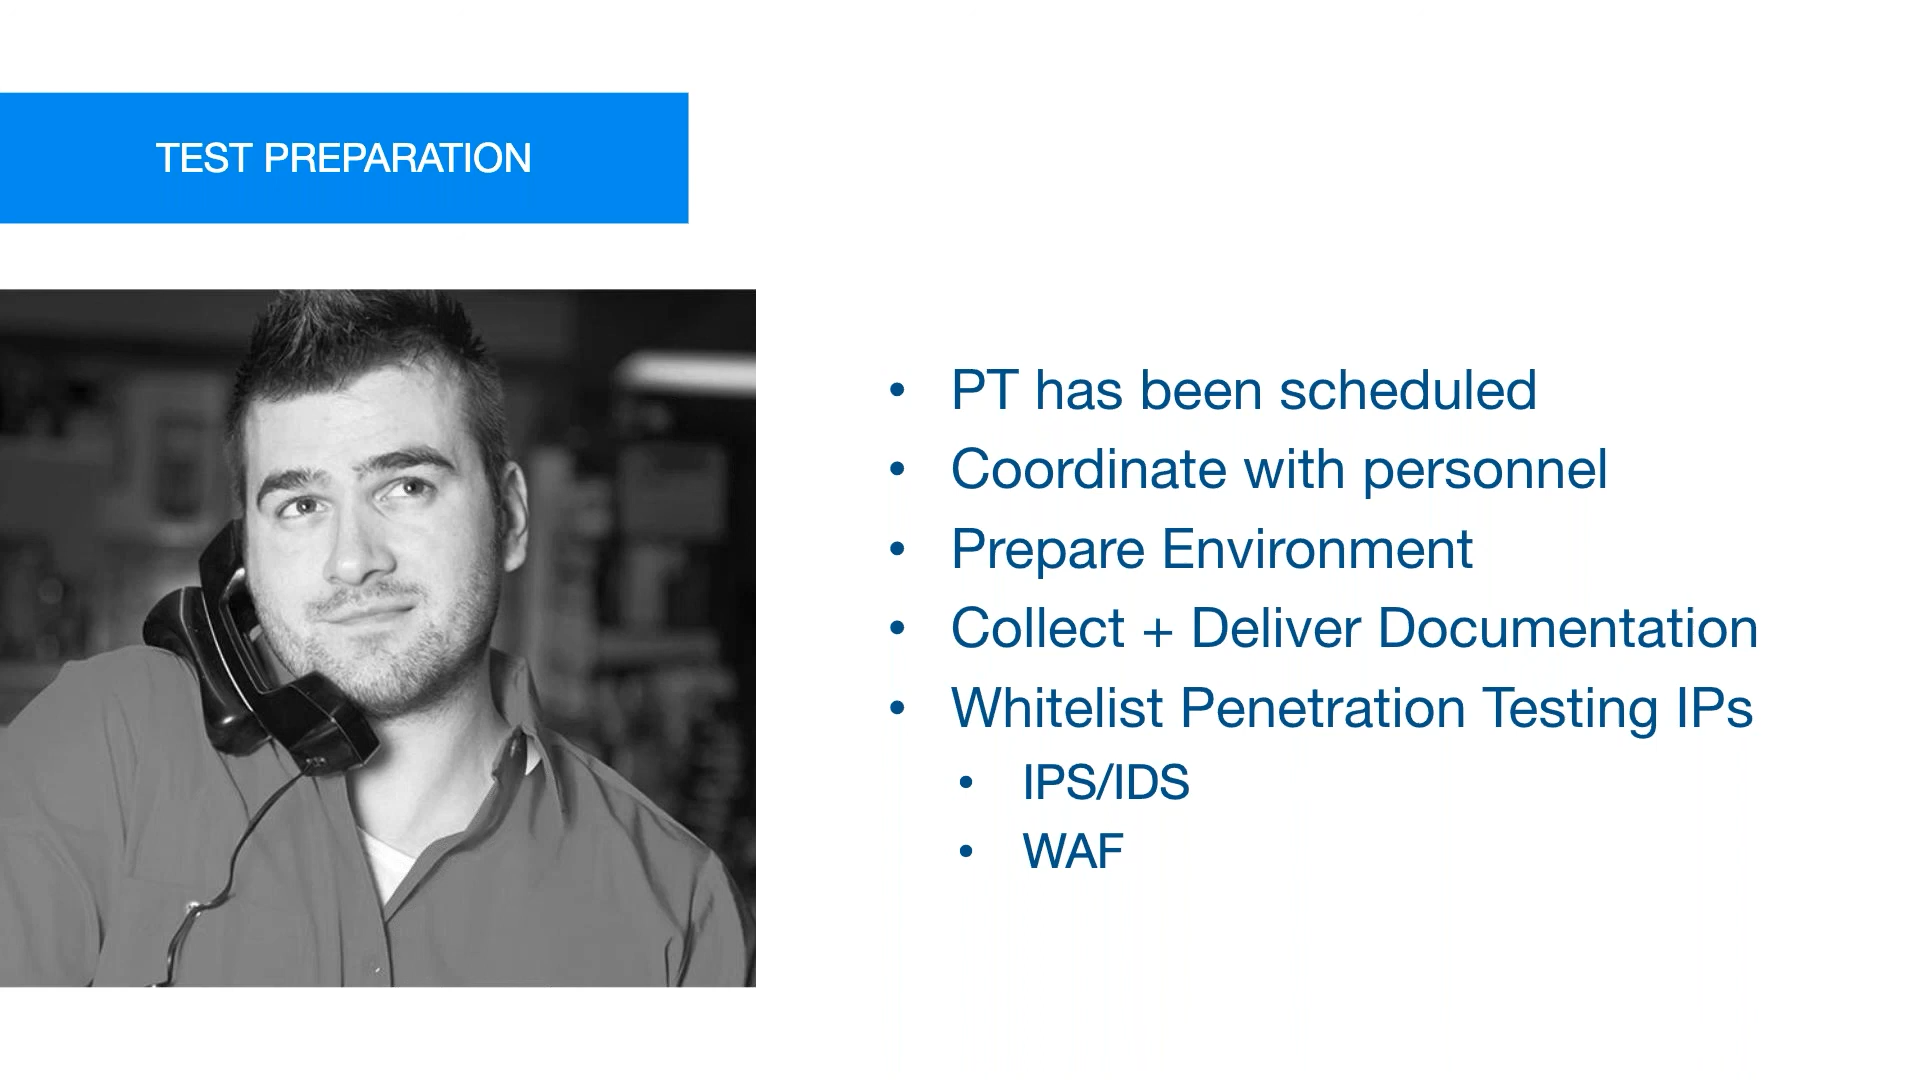 TEST PREPARATION
• PT has been scheduled
• Coordinate with personnel
• Prepare Environment
• Collect + Deliver Documentation
• Whitelist Penetration Testing IPs
• IPS/IDS
• WAF